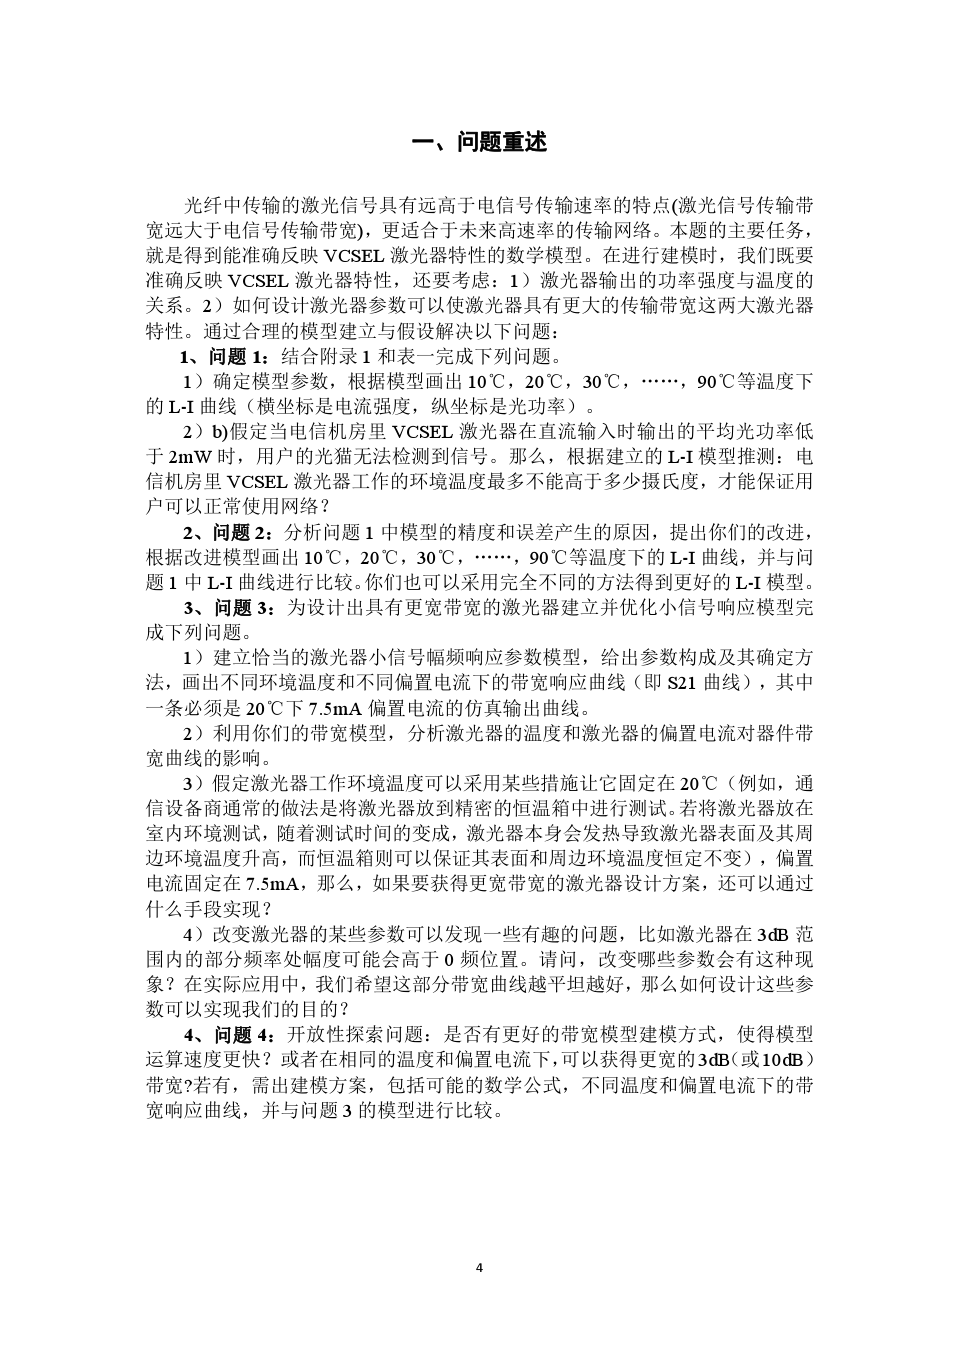 一、问题重述
光纤中传输的激光信号具有远高于电信号传输速率的特点(激光信号传输带
宽远大于电信号传输带宽)，更适合于未来高速率的传输网络。本题的主要任务，
就是得到能准确反映 VCSEL 激光器特性的数学模型。在进行建模时，我们既要
准确反映 VCSEL 激光器特性，还要考虑：1）激光器输出的功率强度与温度的
关系。2）如何设计激光器参数可以使激光器具有更大的传输带宽这两大激光器
特性。通过合理的模型建立与假设解决以下问题：
1、问题 1：结合附录 1 和表一完成下列问题。
1）确定模型参数，根据模型画出 10℃，20℃，30℃，……，90℃等温度下
的 L-I 曲线（横坐标是电流强度，纵坐标是光功率）。
2）b)假定当电信机房里 VCSEL 激光器在直流输入时输出的平均光功率低
于 2mW 时，用户的光猫无法检测到信号。那么，根据建立的 L-I 模型推测：电
信机房里 VCSEL 激光器工作的环境温度最多不能高于多少摄氏度，才能保证用
户可以正常使用网络？
2、问题 2：分析问题 1 中模型的精度和误差产生的原因，提出你们的改进，
根据改进模型画出 10℃，20℃，30℃，……，90℃等温度下的 L-I 曲线，并与问
题 1 中 L-I 曲线进行比较。你们也可以采用完全不同的方法得到更好的 L-I 模型。
3、问题 3：为设计出具有更宽带宽的激光器建立并优化小信号响应模型完
成下列问题。
1）建立恰当的激光器小信号幅频响应参数模型，给出参数构成及其确定方
法，画出不同环境温度和不同偏置电流下的带宽响应曲线（即 S21 曲线），其中
一条必须是 20℃下 7.5mA 偏置电流的仿真输出曲线。
2）利用你们的带宽模型，分析激光器的温度和激光器的偏置电流对器件带
宽曲线的影响。
3）假定激光器工作环境温度可以采用某些措施让它固定在 20℃（例如，通
信设备商通常的做法是将激光器放到精密的恒温箱中进行测试。若将激光器放在
室内环境测试，随着测试时间的变成，激光器本身会发热导致激光器表面及其周
边环境温度升高，而恒温箱则可以保证其表面和周边环境温度恒定不变），偏置
电流固定在 7.5mA，那么，如果要获得更宽带宽的激光器设计方案，还可以通过
什么手段实现？
4）改变激光器的某些参数可以发现一些有趣的问题，比如激光器在 3dB 范
围内的部分频率处幅度可能会高于 0 频位置。请问，改变哪些参数会有这种现
象？在实际应用中，我们希望这部分带宽曲线越平坦越好，那么如何设计这些参
数可以实现我们的目的？
4、问题 4：开放性探索问题：是否有更好的带宽模型建模方式，使得模型
运算速度更快？或者在相同的温度和偏置电流下，可以获得更宽的3dB（或10dB）
带宽?若有，需出建模方案，包括可能的数学公式，不同温度和偏置电流下的带
宽响应曲线，并与问题 3 的模型进行比较。
4